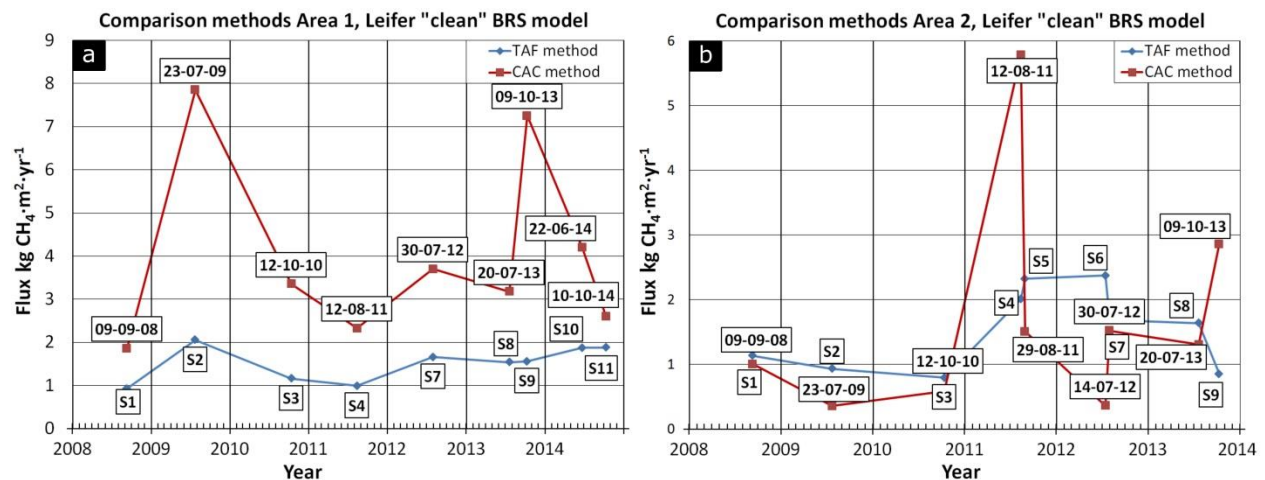 Comparison methods Area 1, Leifer "clean" BRS model
a
TAF method
CAC method
Flux kg CH₄·m²·yr⁻¹
9
8
7
6
5
4
3
2
1
0
23-07-09
09-10-13
22-06-14
12-10-10
30-07-12
20-07-13
12-08-11
10-10-14
09-09-08
S1
S2
S3
S4
S7
S8
S9
S10
S11
2008 2009 2010 2011 2012 2013 2014
Year
Comparison methods Area 2, Leifer "clean" BRS model
b
TAF method
CAC method
Flux kg CH₄·m²·yr⁻¹
6
5
4
3
2
1
0
12-08-11
09-10-13
S5
S6
S4
30-07-12
S8
09-09-08
S2
12-10-10
29-08-11
S7
20-07-13
S1
23-07-09
S3
14-07-12
S9
2008 2009 2010 2011 2012 2013 2014
Year